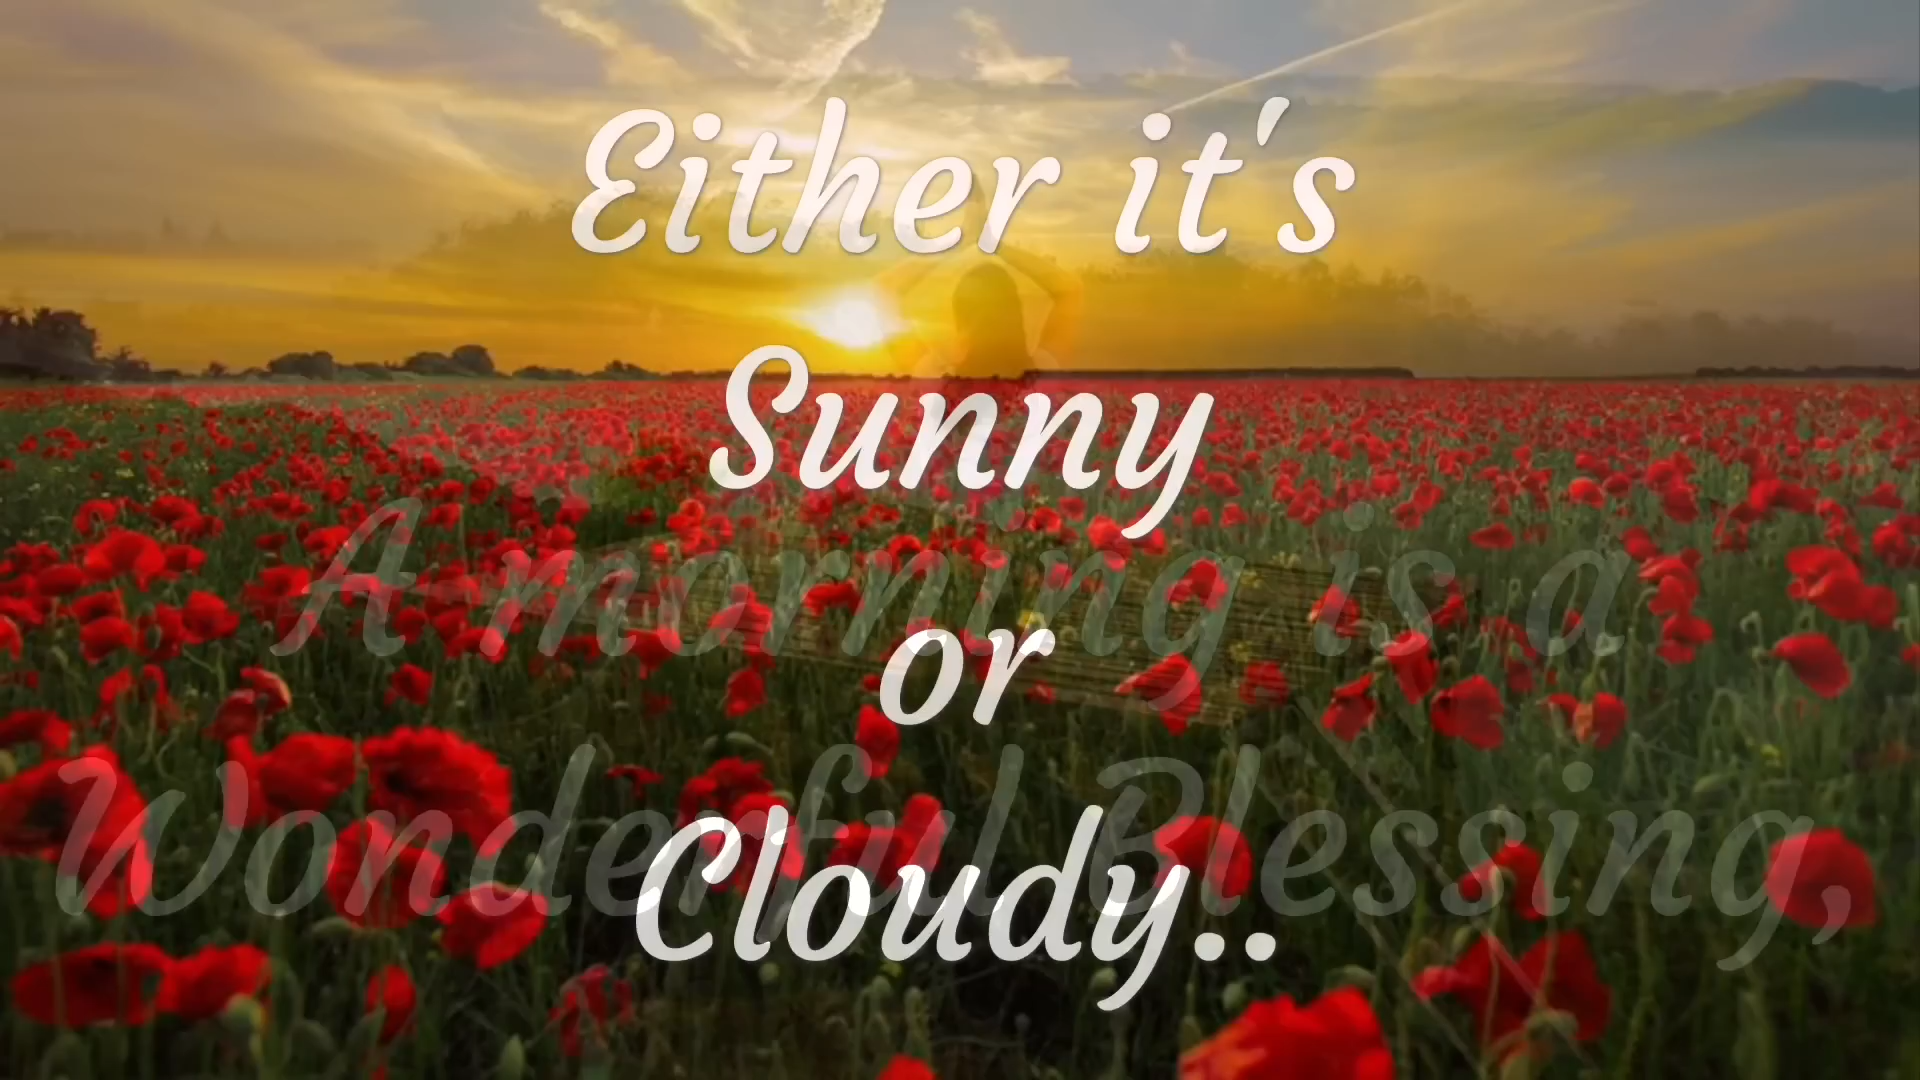 Either it's
Sunny
A morning is a
or
Wonderful Blessing,
Cloudy..